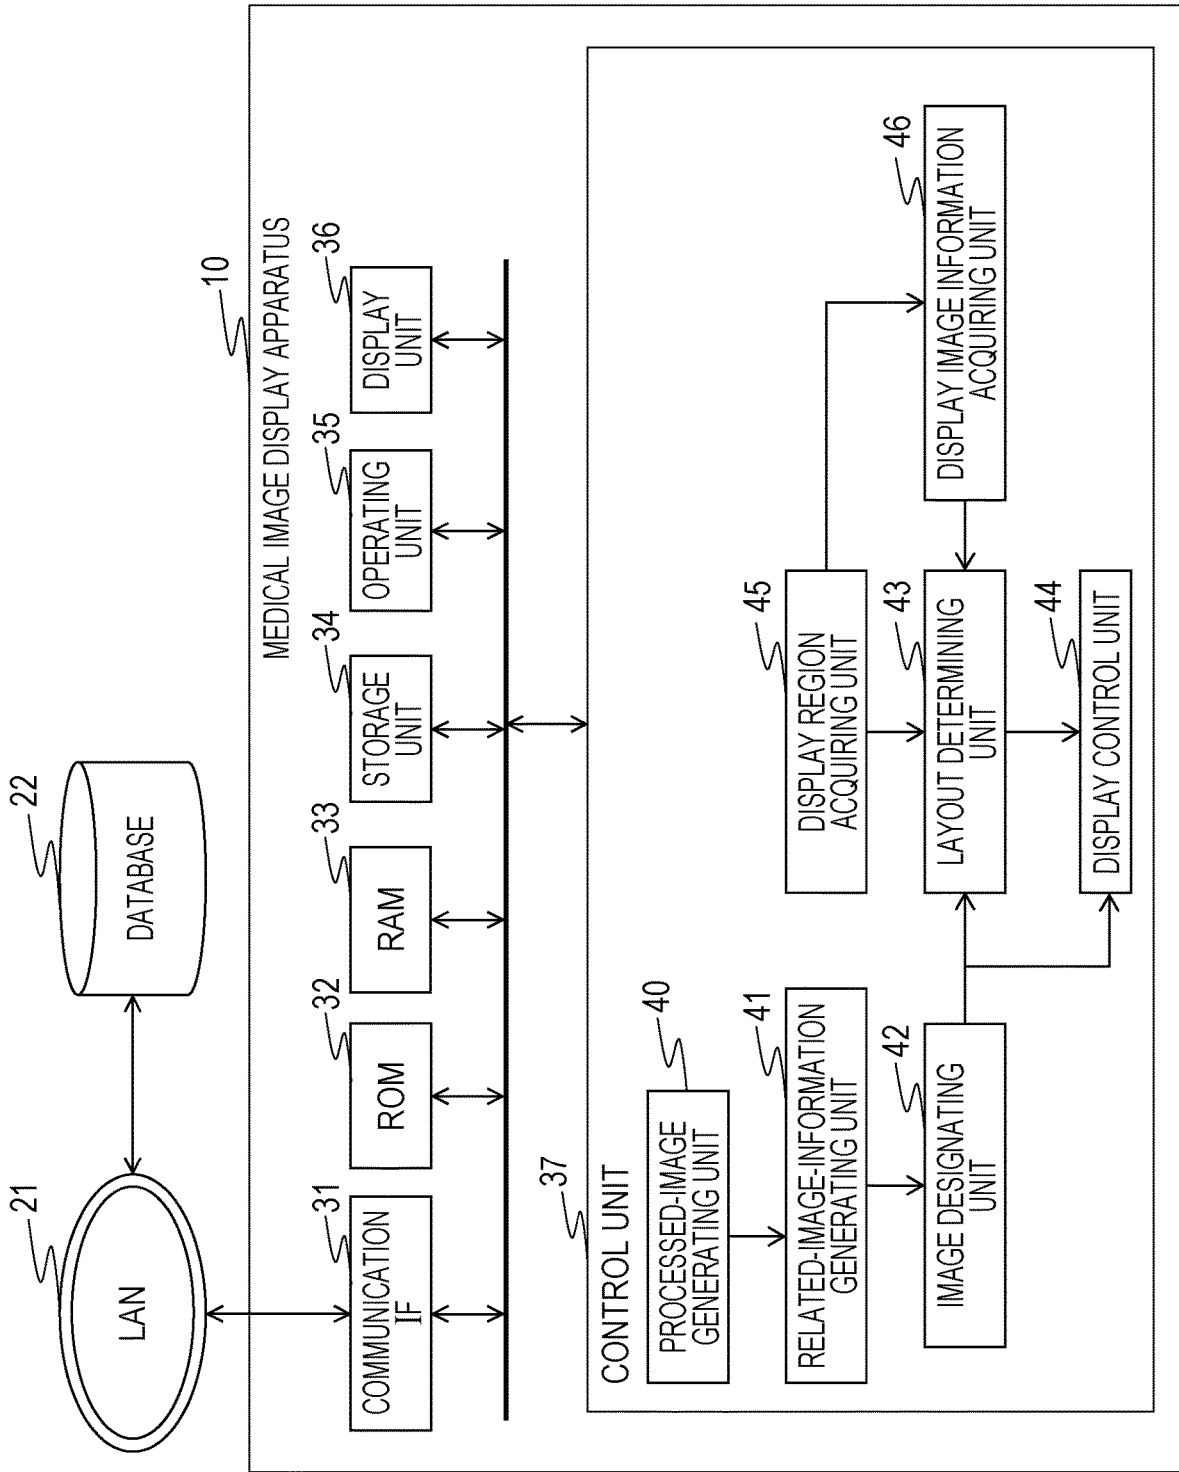 21
LAN
22
DATABASE
10
MEDICAL IMAGE DISPLAY APPARATUS
31
COMMUNICATION
IF
32
ROM
33
RAM
34
STORAGE
UNIT
35
OPERATING
UNIT
36
DISPLAY
UNIT
37
CONTROL UNIT
40
PROCESSED-IMAGE
GENERATING UNIT
41
RELATED-IMAGE-INFORMATION
GENERATING UNIT
42
IMAGE DESIGNATING
UNIT
45
DISPLAY REGION
ACQUIRING UNIT
43
LAYOUT DETERMINING
UNIT
44
DISPLAY CONTROL UNIT
46
DISPLAY IMAGE INFORMATION
ACQUIRING UNIT